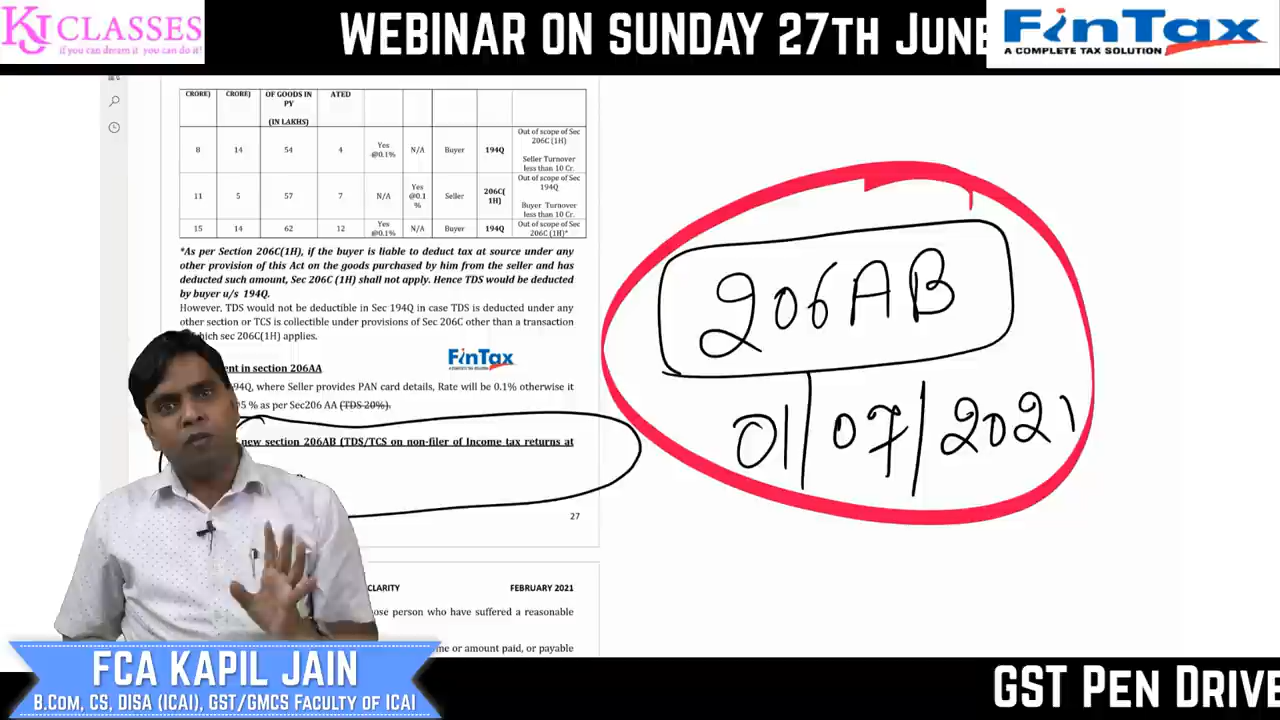 KJ CLASSES
if you can dream it you can do it!
WEBINAR ON SUNDAY 27TH JUNE
FinTax
A COMPLETE TAX SOLUTION
CRORE) CRORE) OF GOODS IN PY (IN LAKHS) ATED
8 14 54 4 Yes @0.1% N/A Buyer 194Q Out of scope of Sec 206C (1H) Seller Turnover less than 10 Cr.
11 5 57 7 N/A Yes @0.1 % Seller 206C( 1H) Out of scope of Sec 194Q Buyer Turnover less than 10 Cr.
15 14 62 12 Yes @0.1% N/A Buyer 194Q Out of scope of Sec 206C (1H)*
*As per Section 206C(1H), if the buyer is liable to deduct tax at source under any
other provision of this Act on the goods purchased by him from the seller and has
deducted such amount, Sec 206C (1H) shall not apply. Hence TDS would be deducted
by buyer u/s 194Q.
However, TDS would not be deductible in Sec 194Q in case TDS is deducted under any
other section or TCS is collectible under provisions of Sec 206C other than a transaction
which sec 206C(1H) applies.
FinTax
A COMPLETE TAX SOLUTION
ent in section 206AA
94Q, where Seller provides PAN card details, Rate will be 0.1% otherwise it
5 % as per Sec206 AA (TDS 20%).
new section 206AB (TDS/TCS on non-filer of Income tax returns at
27
206AB
01/07/2021
CLARITY FEBRUARY 2021
ose person who have suffered a reasonable
me or amount paid, or payable
FCA KAPIL JAIN
B.COM, CS, DISA (ICAI), GST/GMCS FACULTY OF ICAI
GST PEN DRIVE